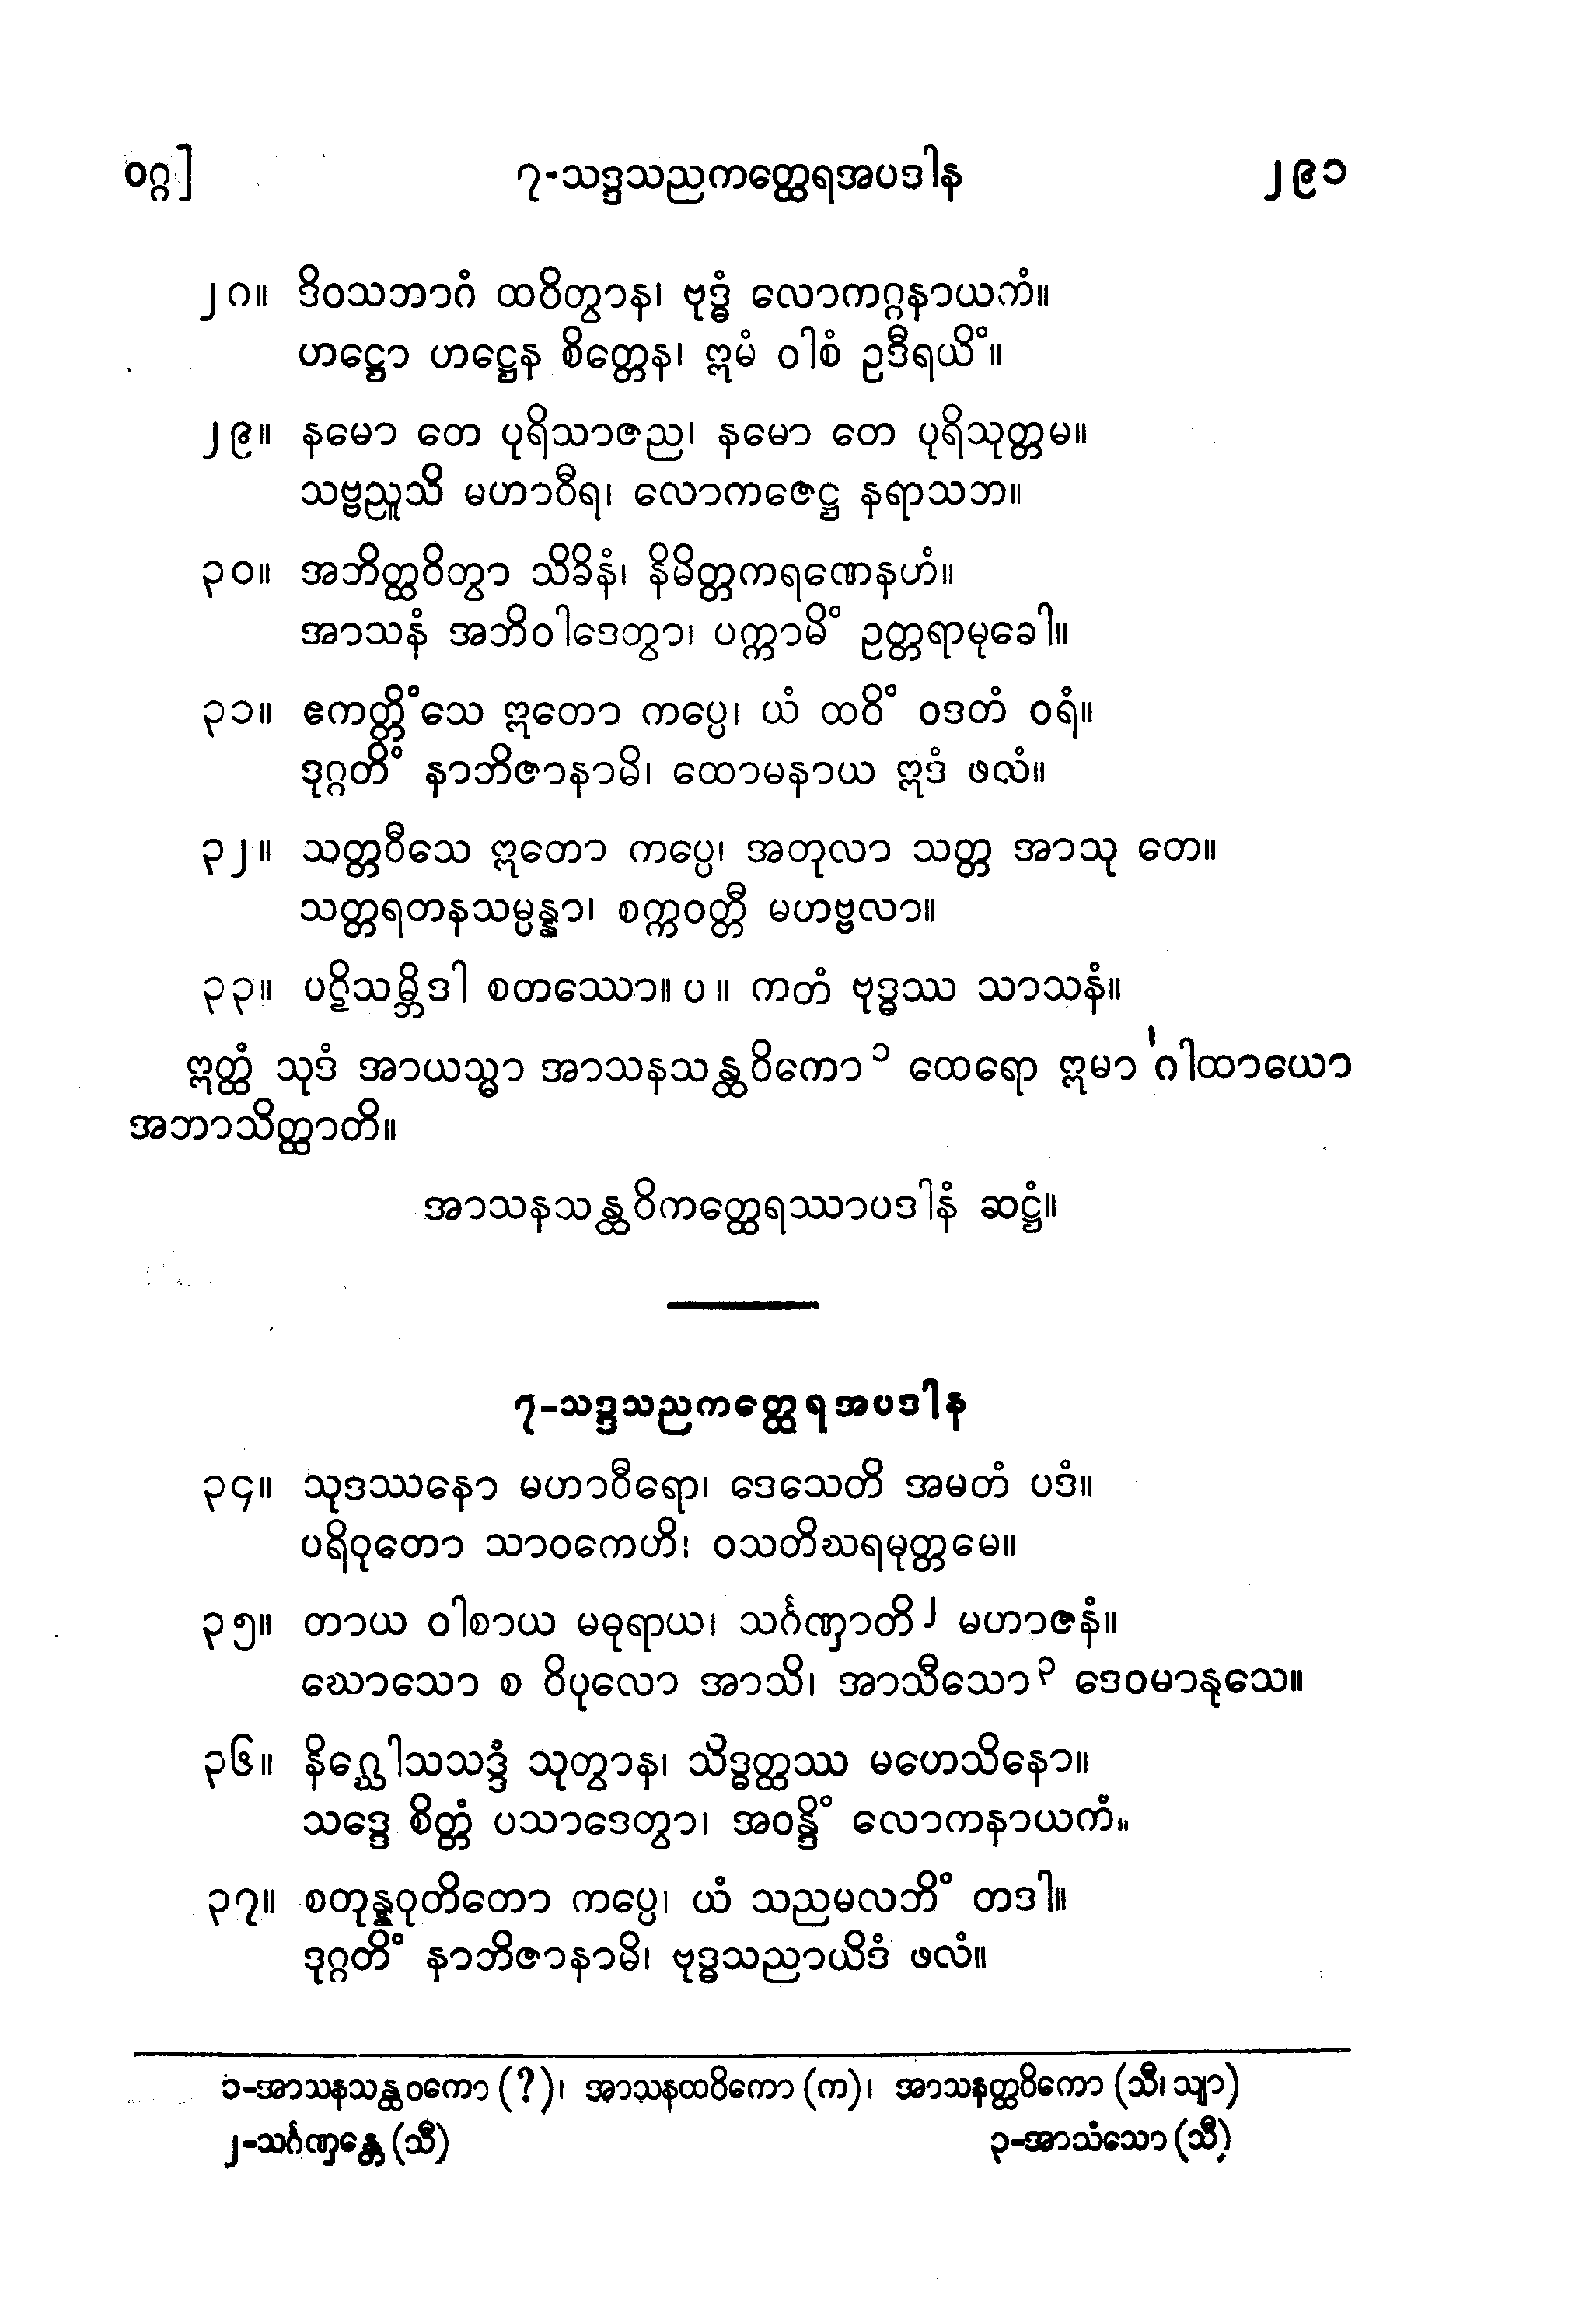 ဝဂ္ဂ] ၇-သဒ္ဒသညကတ္ထေရအပဒါန ၂၉၁
၂၈။ ဒိဝသဘာဂံ ထဝိတွာန၊ ဗုဒ္ဓံ လောကဂ္ဂနာယကံ။
ဟဋ္ဌော ဟဋ္ဌေန စိတ္တေန၊ ဣမံ ဝါစံ ဥဒီရယိံ။
၂၉။ နမော တေ ပုရိသာဇည၊ နမော တေ ပုရိသုတ္တမ။
သဗ္ဗညူသိ မဟာဝီရ၊ လောကဇေဋ္ဌ နရာသဘ။
၃၀။ အဘိတ္ထဝိတွာ သိခိနံ၊ နိမိတ္တကရဏေနဟံ။
အာသနံ အဘိဝါဒေတွာ၊ ပက္ကာမိံ ဥတ္တရာမုခေါ။
၃၁။ ဧကတ္တိံသေ ဣတော ကပ္ပေ၊ ယံ ထဝိံ ဝဒတံ ဝရံ။
ဒုဂ္ဂတိံ နာဘိဇာနာမိ၊ ထောမနာယ ဣဒံ ဖလံ။
၃၂။ သတ္တဝီသေ ဣတော ကပ္ပေ၊ အတုလာ သတ္တ အာသု တေ။
သတ္တရတနသမ္ပန္နာ၊ စက္ကဝတ္တီ မဟဗ္ဗလာ။
၃၃။ ပဋိသမ္ဘိဒါ စတဿော။ ပ ။ ကတံ ဗုဒ္ဓဿ သာသနံ။
ဣတ္ထံ သုဒံ အာယသ္မာ အာသနသန္ထဝိကော၁ ထေရော ဣမာ ဂါထာယော
အဘာသိတ္ထာတိ။
အာသနသန္ထဝိကတ္ထေရဿာပဒါနံ ဆဋ္ဌံ။
၇-သဒ္ဒသညကတ္ထေရအပဒါန
၃၄။ သုဒဿနော မဟာဝီရော၊ ဒေသေတိ အမတံ ပဒံ။
ပရိဝုတော သာဝကေဟိ၊ ဝသတိဃရမုတ္တမေ။
၃၅။ တာယ ဝါစာယ မဓုရာယ၊ သင်္ဂဏှာတိ၂ မဟာဇနံ။
ဃောသော စ ဝိပုလော အာသိ၊ အာသီသော၃ ဒေဝမာနုသေ။
၃၆။ နိဂ္ဃောသသဒ္ဒံ သုတွာန၊ သိဒ္ဓတ္ထဿ မဟေသိနော။
သဒ္ဒေ စိတ္တံ ပသာဒေတွာ၊ အဝန္ဒိံ လောကနာယကံ။
၃၇။ စတုန္နဝုတိတော ကပ္ပေ၊ ယံ သညမလဘိံ တဒါ။
ဒုဂ္ဂတိံ နာဘိဇာနာမိ၊ ဗုဒ္ဓသညာယိဒံ ဖလံ။
၁-အာသနသန္ထဝကော (?)၊ အာသနထဝိကော (က)၊ အာသနတ္ထဝိကော (သီ၊ သျာ)
၂-သင်္ဂဏှန္တေ (သီ) ၃-အာသံသော (သီ)